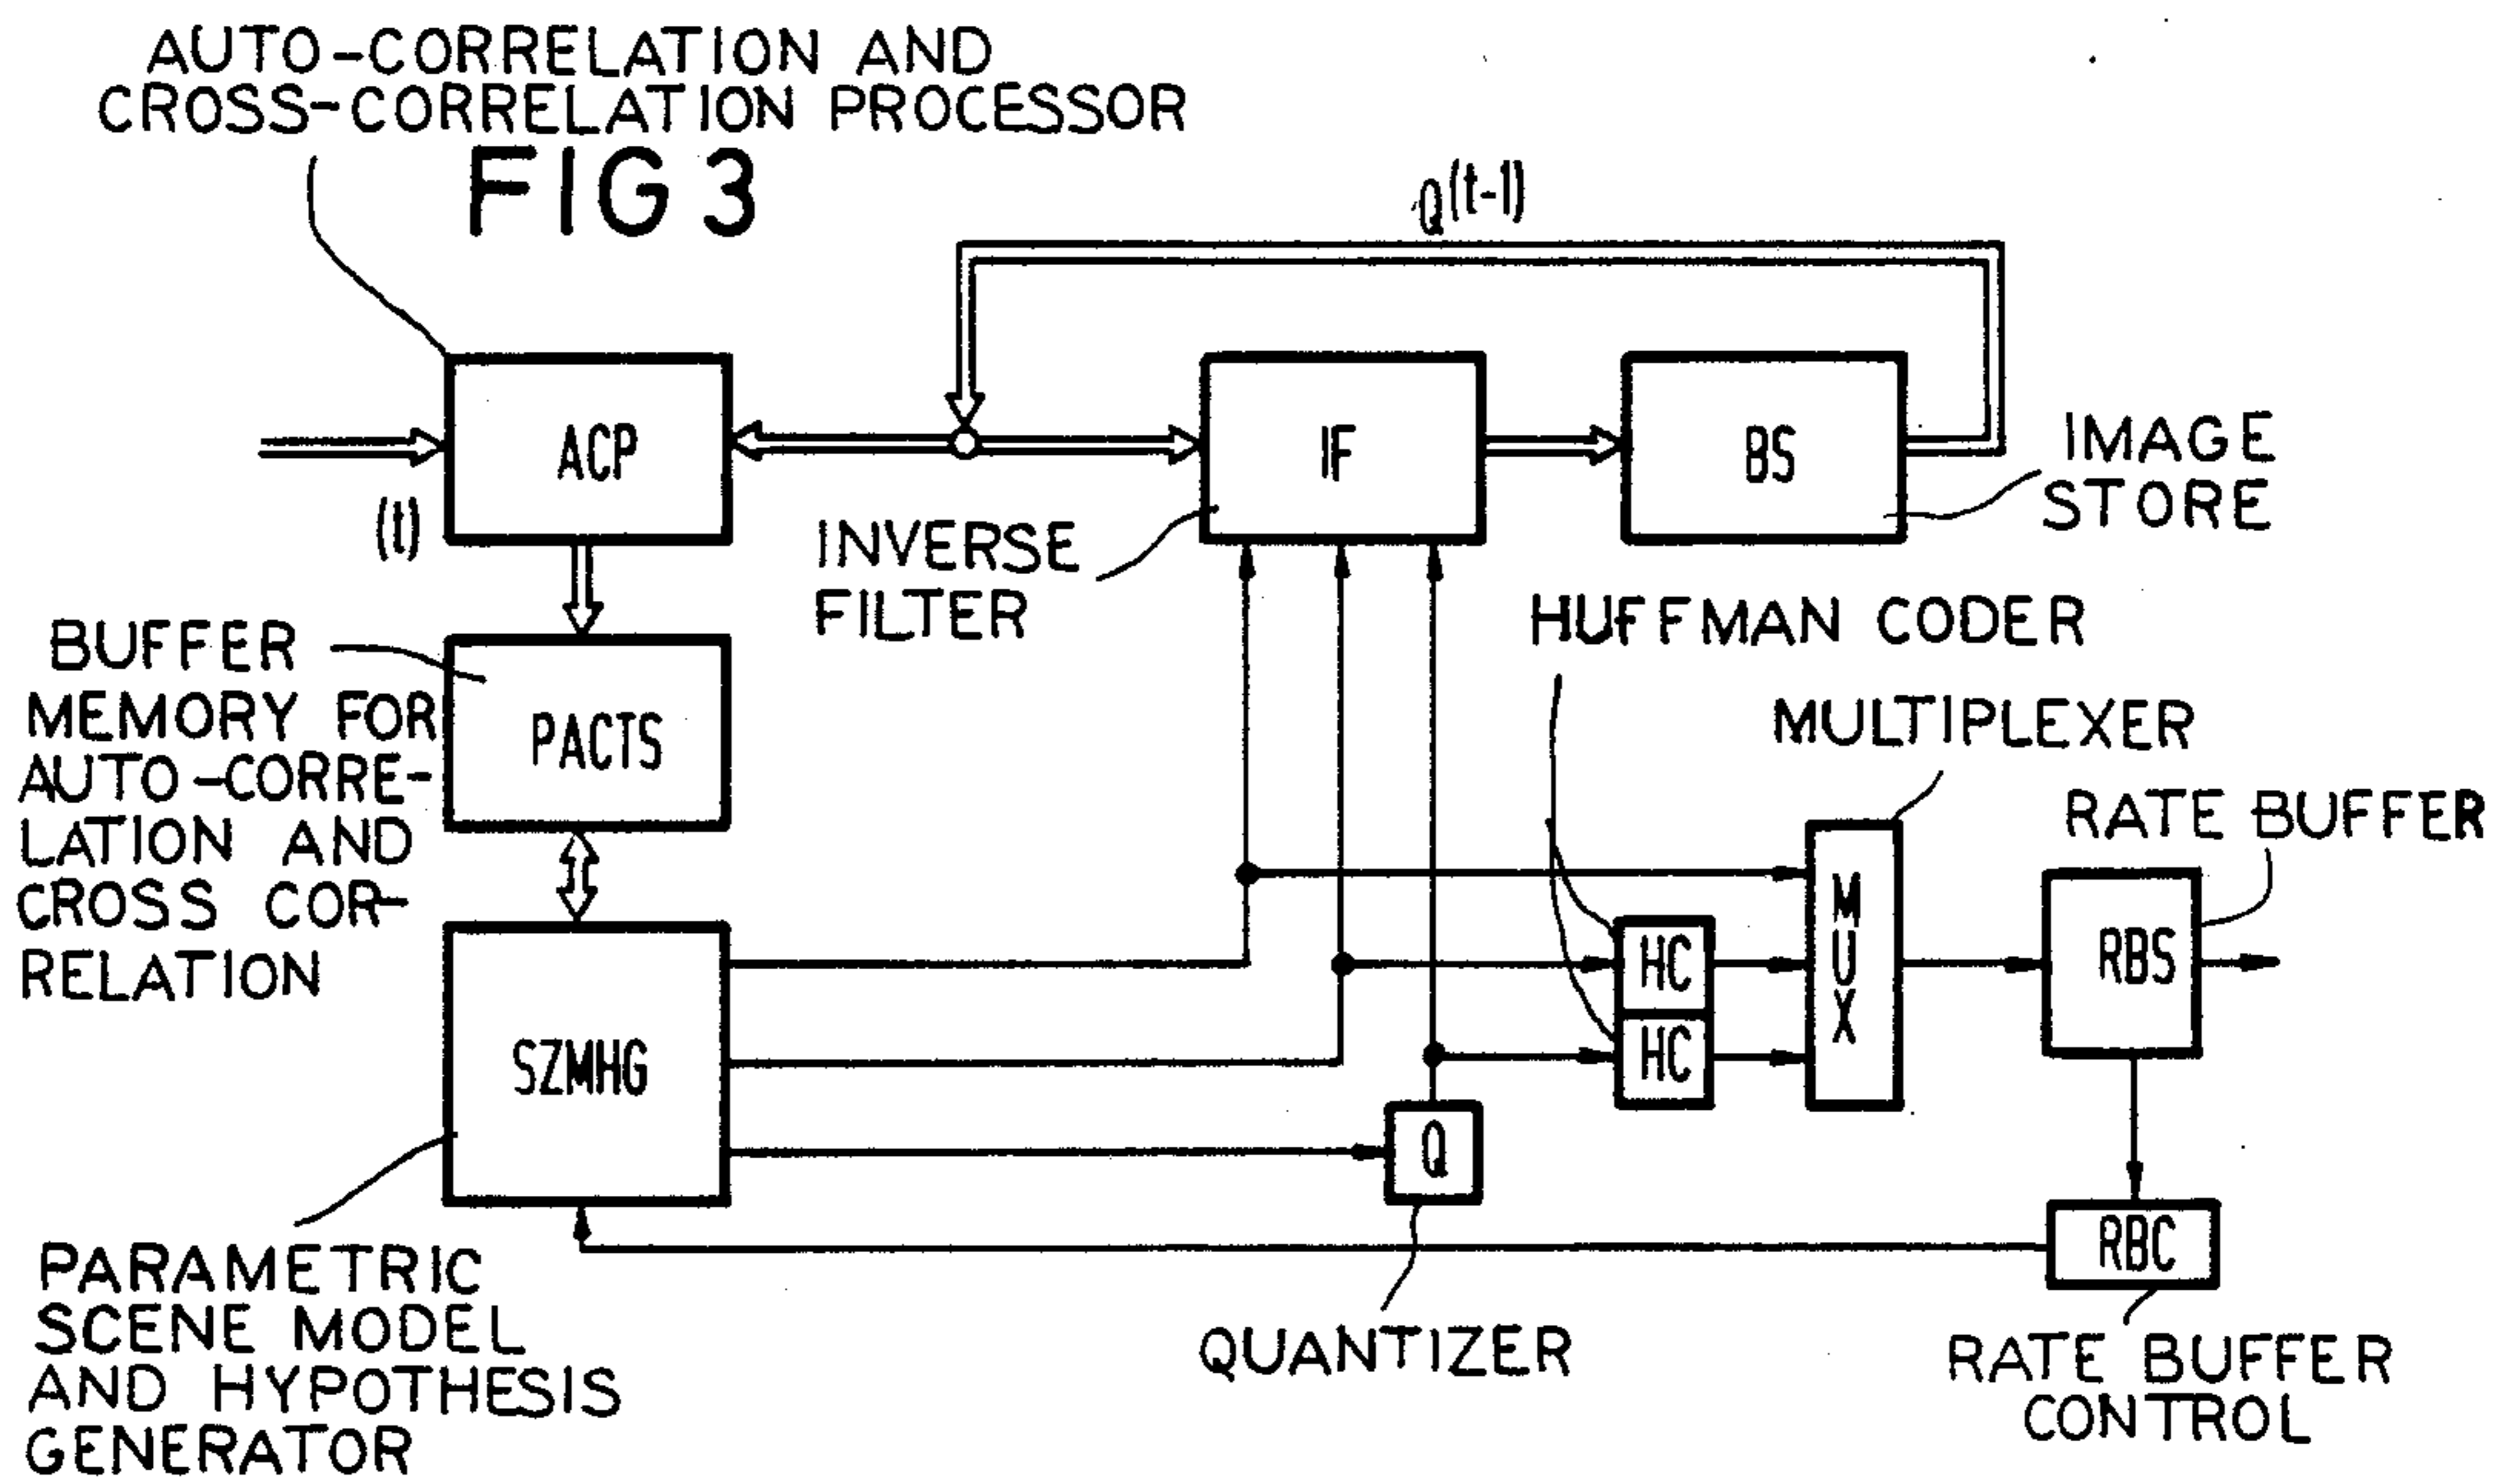 AUTO-CORRELATION AND
CROSS-CORRELATION PROCESSOR
FIG 3
Q(t-1)
ACP
IF
BS
IMAGE
STORE
(t)
INVERSE
FILTER
HUFFMAN CODER
BUFFER
MEMORY FOR
AUTO-CORRE-
LATION AND
CROSS COR-
RELATION
PACTS
MULTIPLEXER
RATE BUFFER
MUX
HC
HC
RBS
SZMHG
Q
RBC
PARAMETRIC
SCENE MODEL
AND HYPOTHESIS
GENERATOR
QUANTIZER
RATE BUFFER
CONTROL